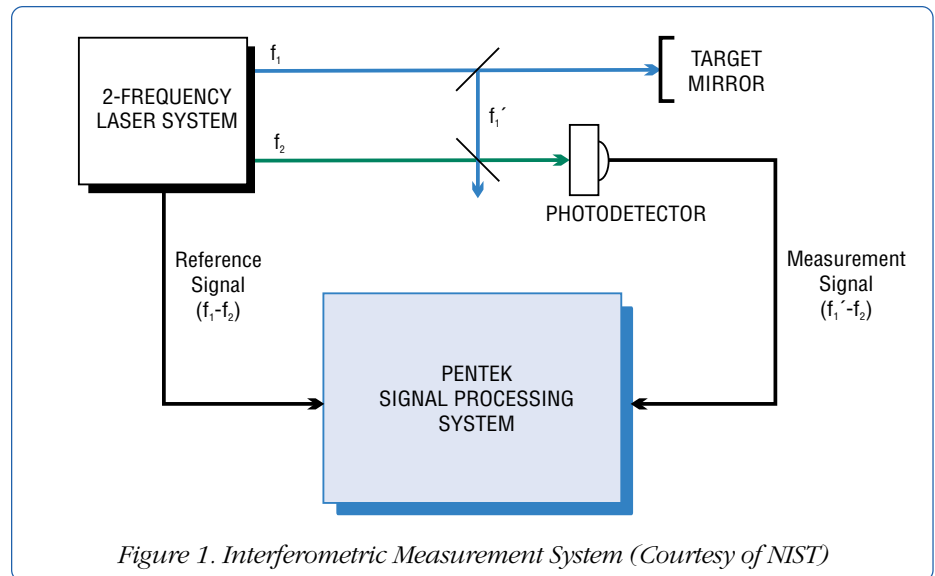 f₁
TARGET
MIRROR
2-FREQUENCY
LASER SYSTEM
f₁´
f₂
PHOTODETECTOR
Reference
Signal
(f₁-f₂)
Measurement
Signal
(f₁´-f₂)
PENTEK
SIGNAL PROCESSING
SYSTEM
Figure 1. Interferometric Measurement System (Courtesy of NIST)